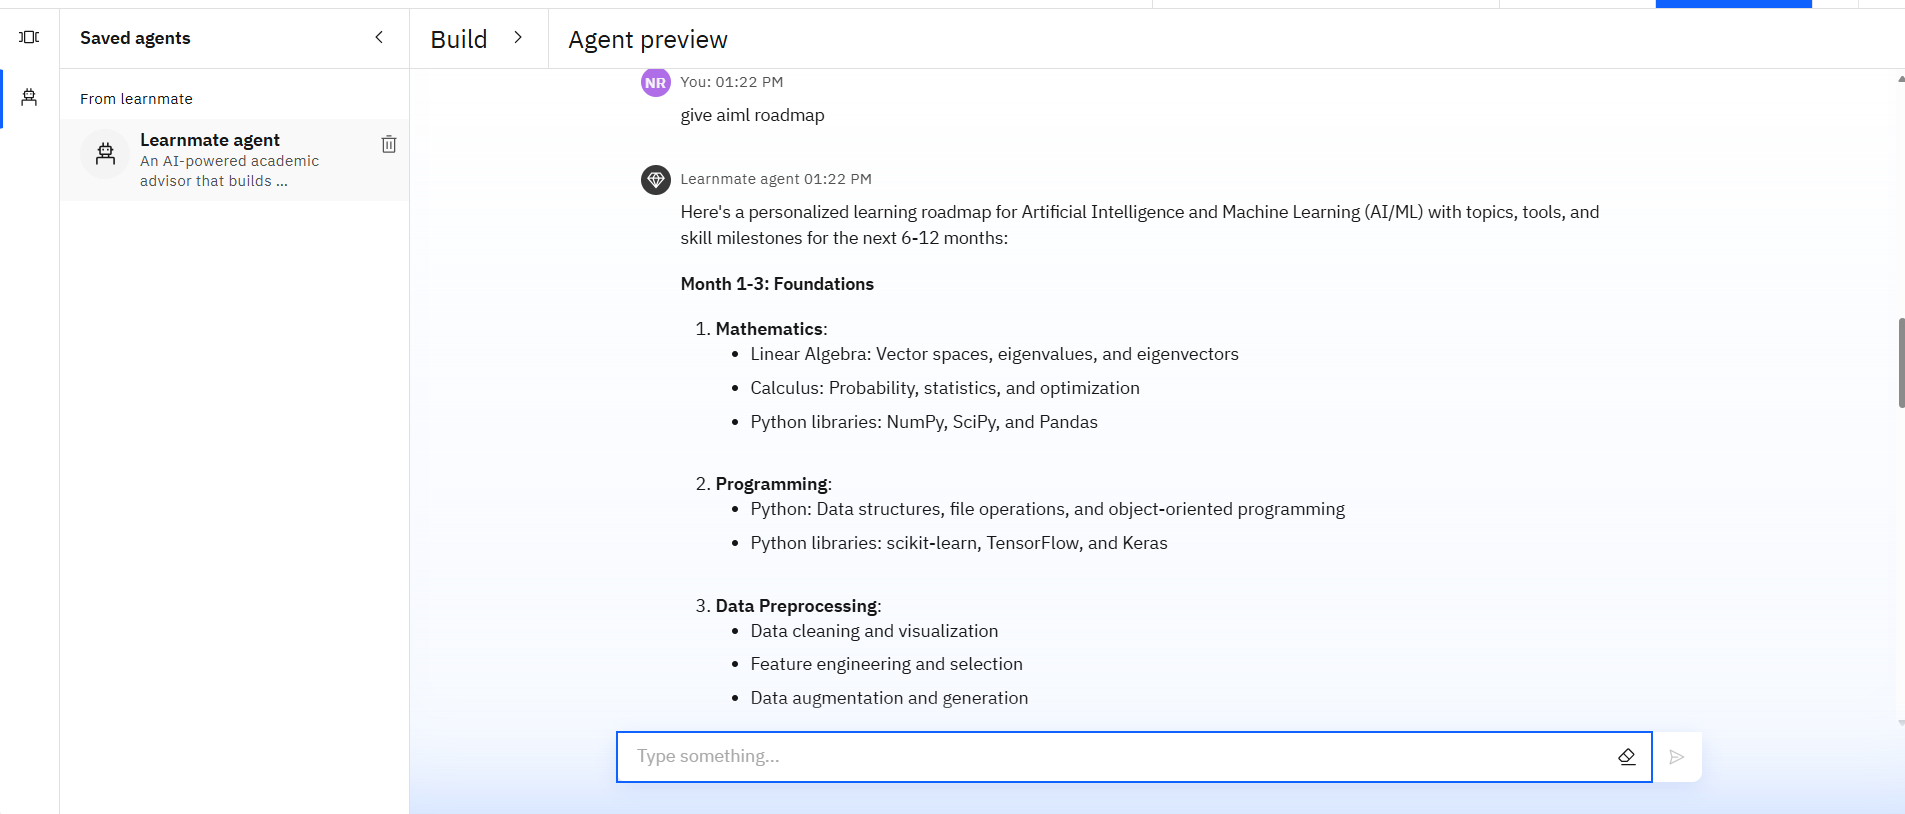 Saved agents
Build
Agent preview
From learnmate
Learnmate agent
An AI-powered academic
advisor that builds ...
NR
You: 01:22 PM
give aiml roadmap
Learnmate agent 01:22 PM
Here's a personalized learning roadmap for Artificial Intelligence and Machine Learning (AI/ML) with topics, tools, and
skill milestones for the next 6-12 months:
Month 1-3: Foundations
1. Mathematics:
• Linear Algebra: Vector spaces, eigenvalues, and eigenvectors
• Calculus: Probability, statistics, and optimization
• Python libraries: NumPy, SciPy, and Pandas
2. Programming:
• Python: Data structures, file operations, and object-oriented programming
• Python libraries: scikit-learn, TensorFlow, and Keras
3. Data Preprocessing:
• Data cleaning and visualization
• Feature engineering and selection
• Data augmentation and generation
Type something...